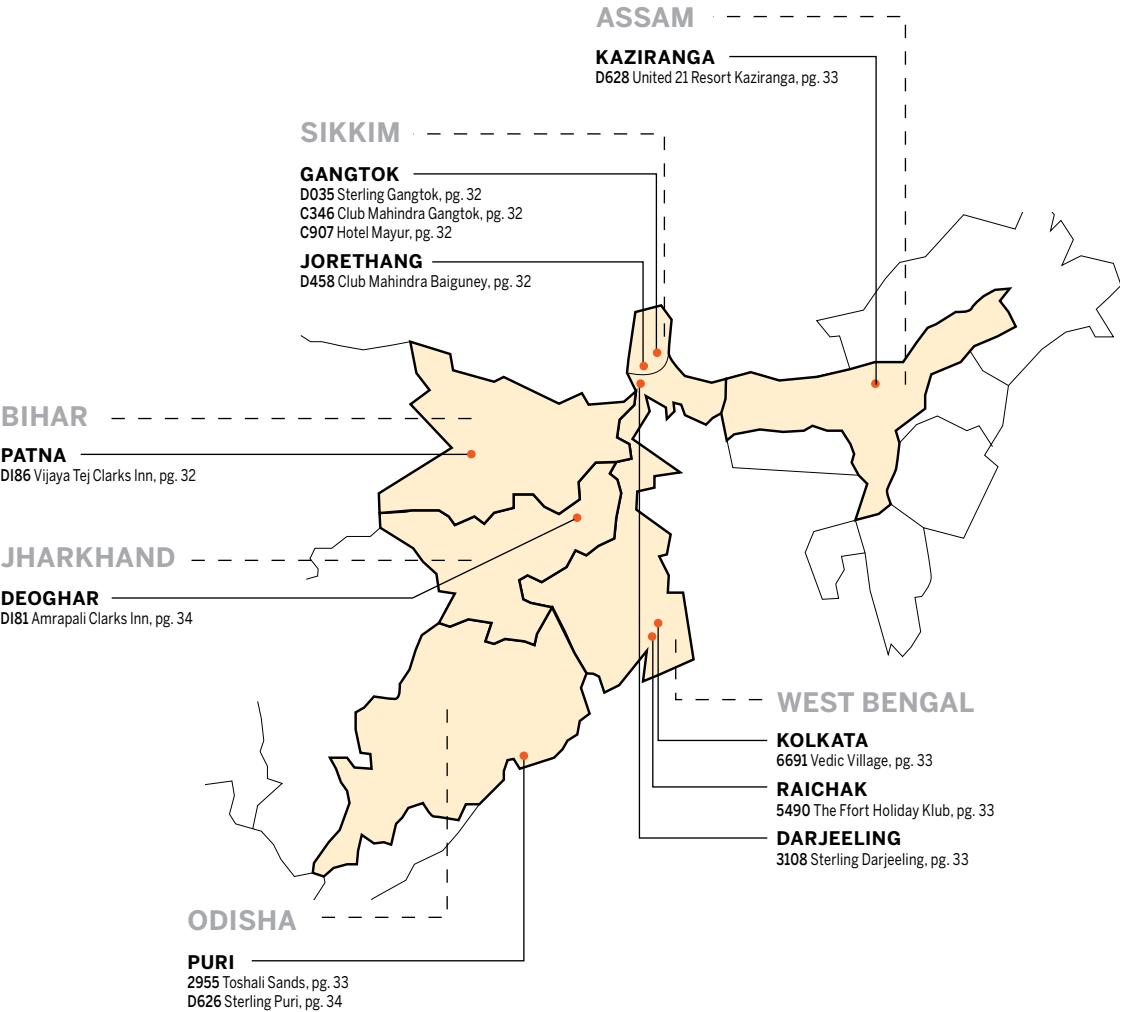 ASSAM
KAZIRANGA
D628 United 21 Resort Kaziranga, pg. 33
SIKKIM
GANGTOK
D035 Sterling Gangtok, pg. 32
C346 Club Mahindra Gangtok, pg. 32
C907 Hotel Mayur, pg. 32
JORETHANG
D458 Club Mahindra Baiguney, pg. 32
BIHAR
PATNA
DI86 Vijaya Tej Clarks Inn, pg. 32
JHARKHAND
DEOGHAR
DI81 Amrapali Clarks Inn, pg. 34
WEST BENGAL
KOLKATA
6691 Vedic Village, pg. 33
RAICHAK
5490 The Ffort Holiday Klub, pg. 33
DARJEELING
3108 Sterling Darjeeling, pg. 33
ODISHA
PURI
2955 Toshali Sands, pg. 33
D626 Sterling Puri, pg. 34